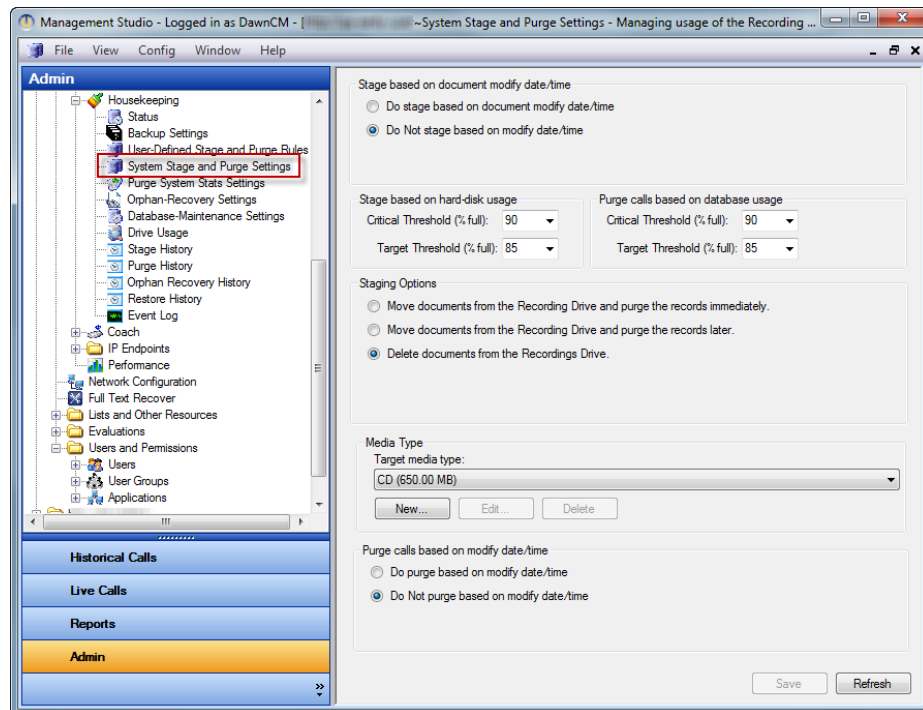 Management Studio - Logged in as DawnCM - [ ~System Stage and Purge Settings - Managing usage of the Recording ...
File View Config Window Help
Admin
Housekeeping
Status
Backup Settings
User-Defined Stage and Purge Rules
System Stage and Purge Settings
Purge System Stats Settings
Orphan-Recovery Settings
Database-Maintenance Settings
Drive Usage
Stage History
Purge History
Orphan Recovery History
Restore History
Event Log
Coach
IP Endpoints
Performance
Network Configuration
Full Text Recover
Lists and Other Resources
Evaluations
Users and Permissions
Users
User Groups
Applications
Historical Calls
Live Calls
Reports
Admin
Stage based on document modify date/time
Do stage based on document modify date/time
Do Not stage based on modify date/time
Stage based on hard-disk usage
Critical Threshold (% full): 90
Target Threshold (% full): 85
Purge calls based on database usage
Critical Threshold (% full): 90
Target Threshold (% full): 85
Staging Options
Move documents from the Recording Drive and purge the records immediately.
Move documents from the Recording Drive and purge the records later.
Delete documents from the Recordings Drive.
Media Type
Target media type:
CD (650.00 MB)
New... Edit... Delete
Purge calls based on modify date/time
Do purge based on modify date/time
Do Not purge based on modify date/time
Save Refresh